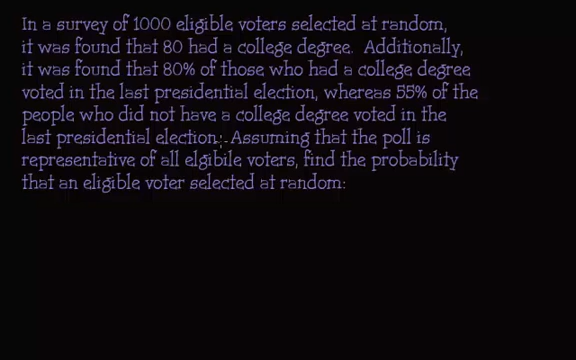 In a survey of 1000 eligible voters selected at random,
it was found that 80 had a college degree. Additionally,
it was found that 80% of those who had a college degree
voted in the last presidential election, whereas 55% of the
people who did not have a college degree voted in the
last presidential election;. Assuming that the poll is
representative of all elgibile voters, find the probability
that an eligible voter selected at random: